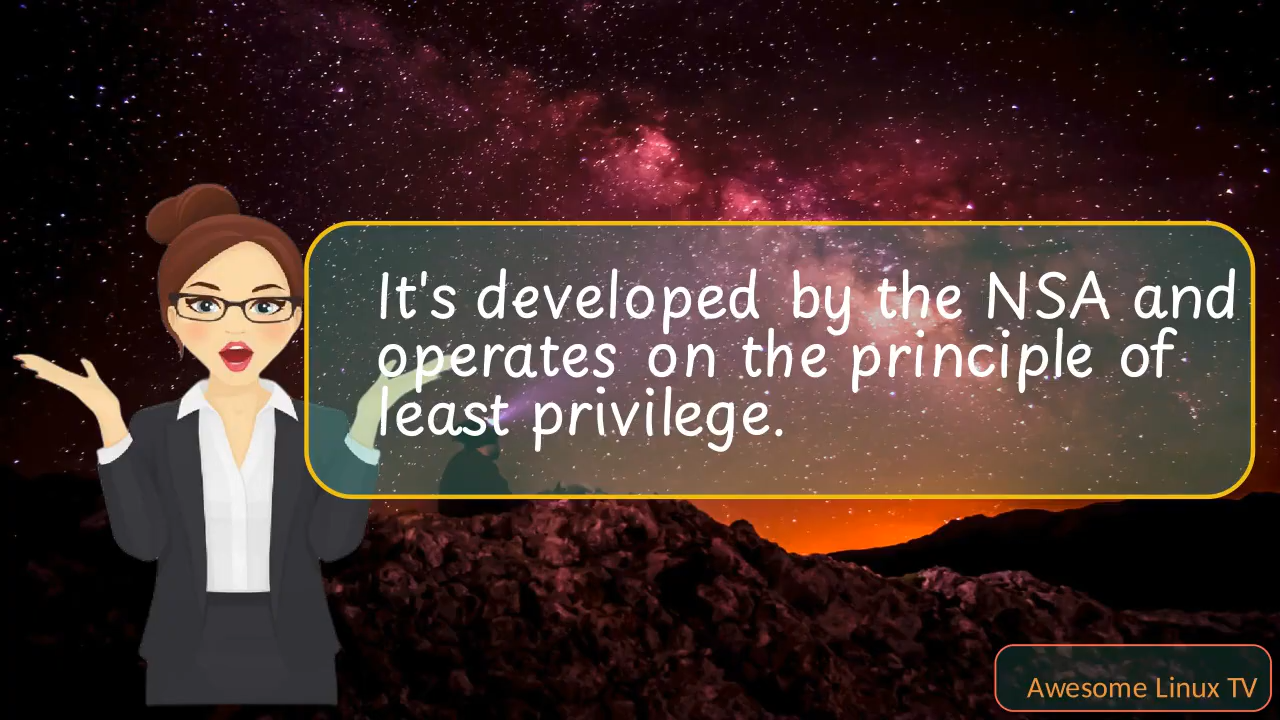 It's developed by the NSA and
operates on the principle of
least privilege.
Awesome Linux TV